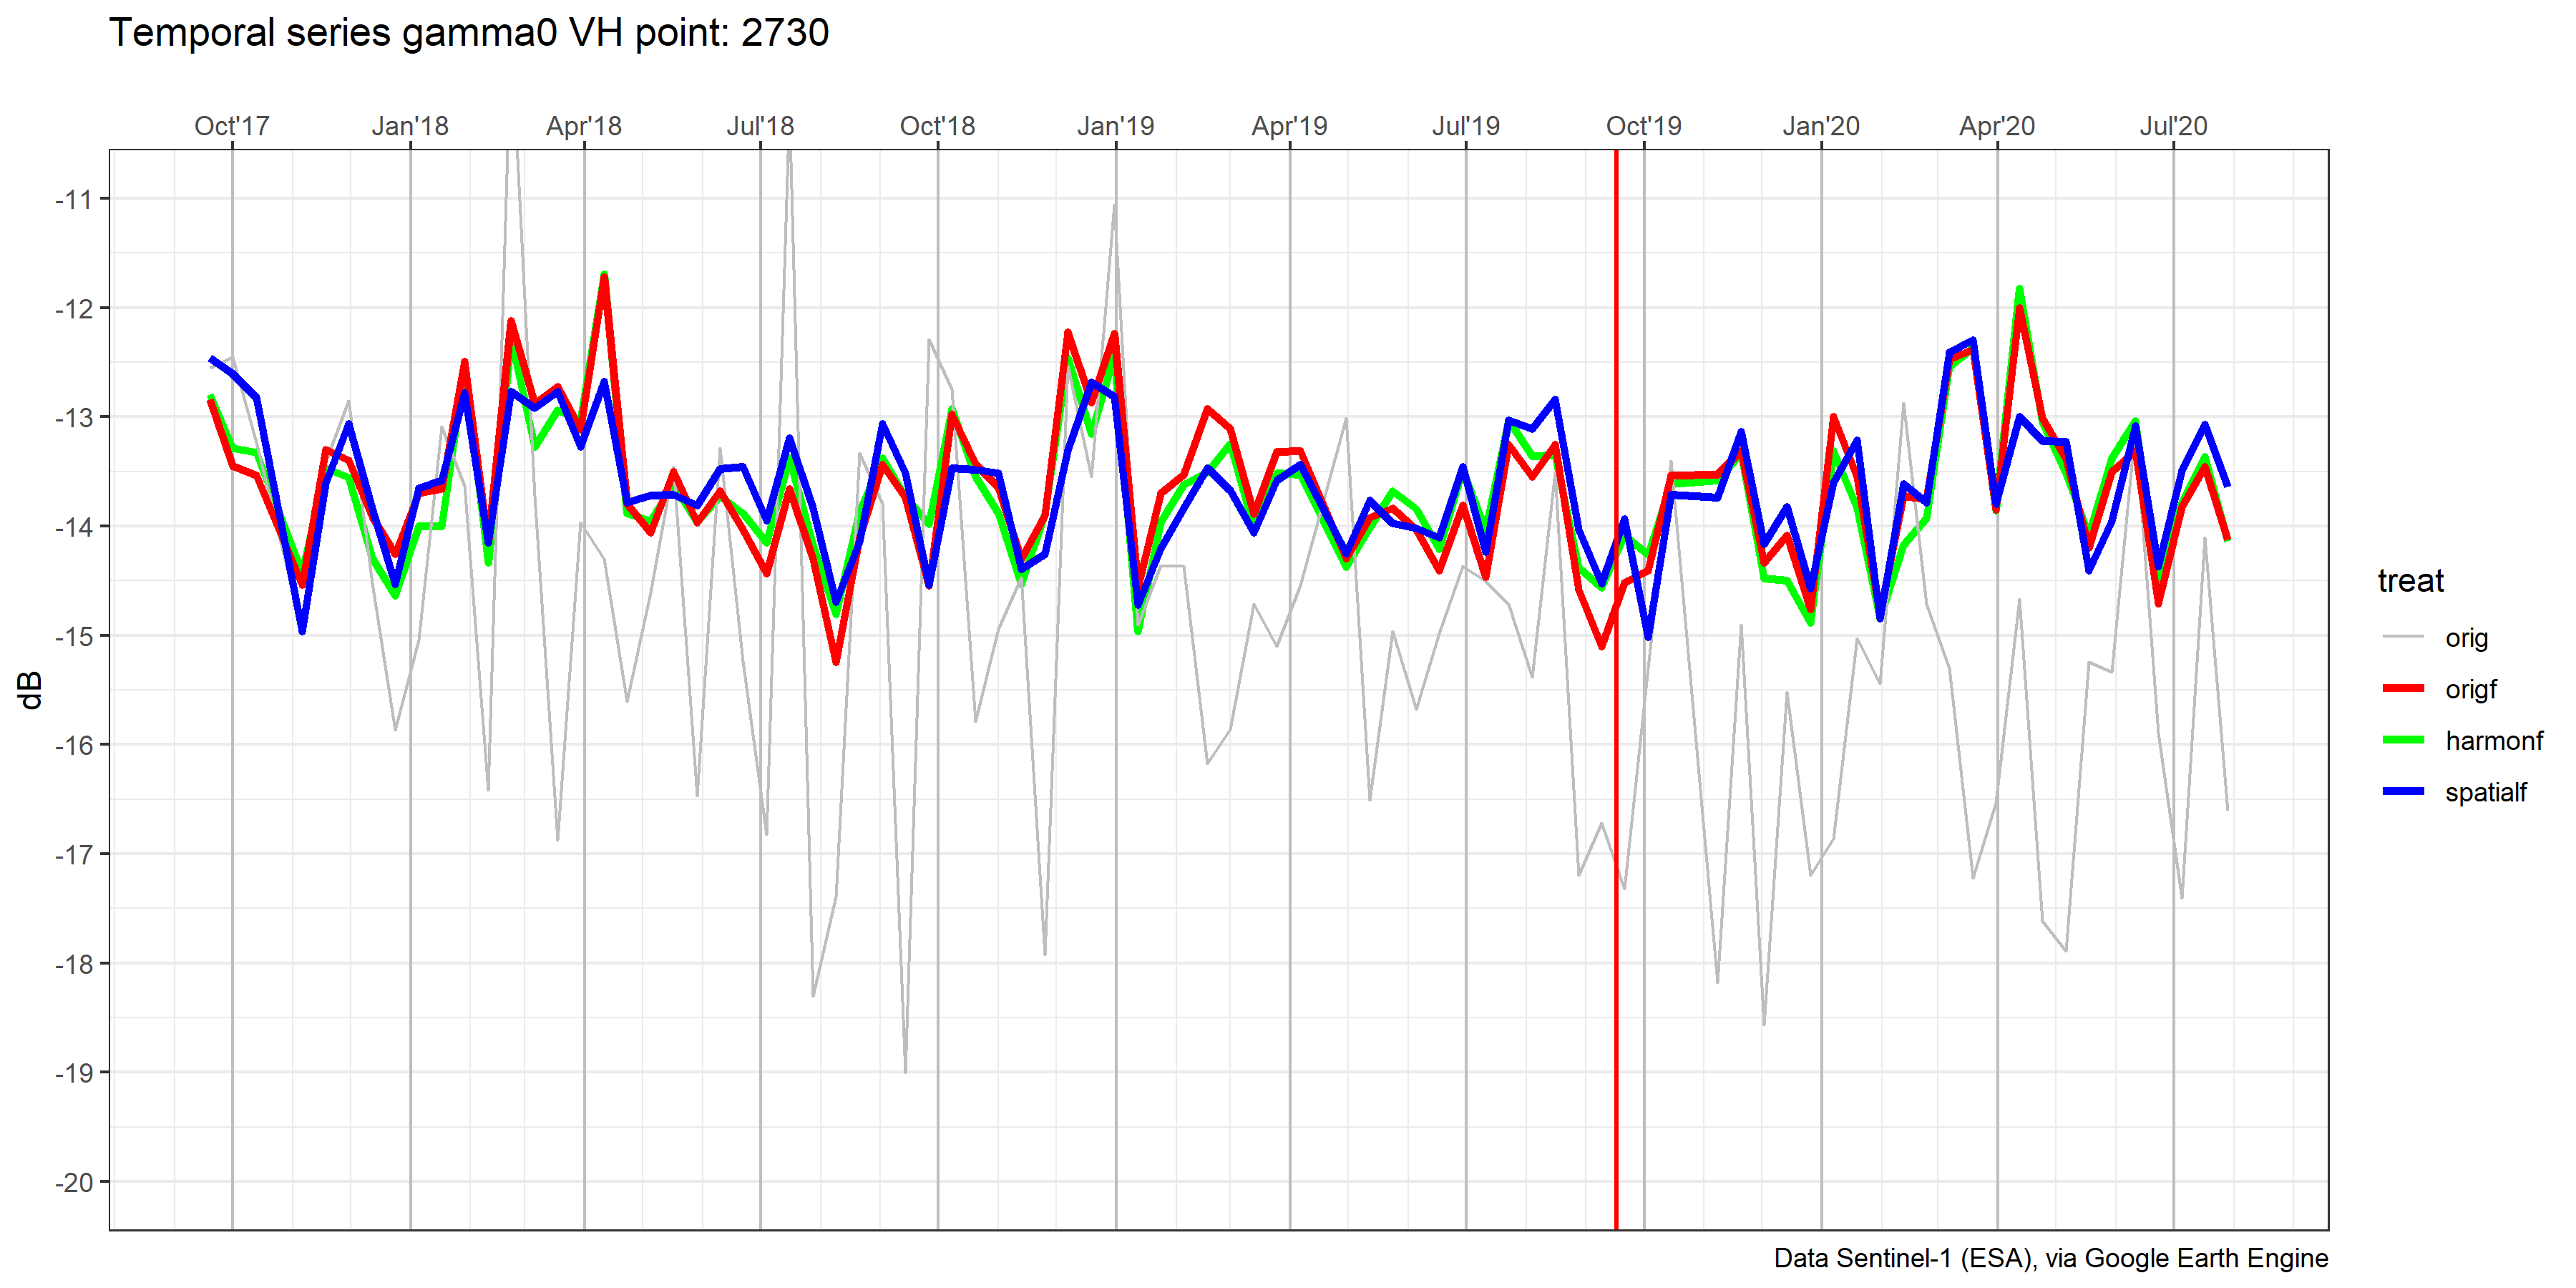 Temporal series gamma0 VH point: 2730
Oct'17 Jan'18 Apr'18 Jul'18 Oct'18 Jan'19 Apr'19 Jul'19 Oct'19 Jan'20 Apr'20 Jul'20
-11
-12
-13
-14
-15
-16
-17
-18
-19
-20
dB
treat
orig
origf
harmonf
spatialf
Data Sentinel-1 (ESA), via Google Earth Engine